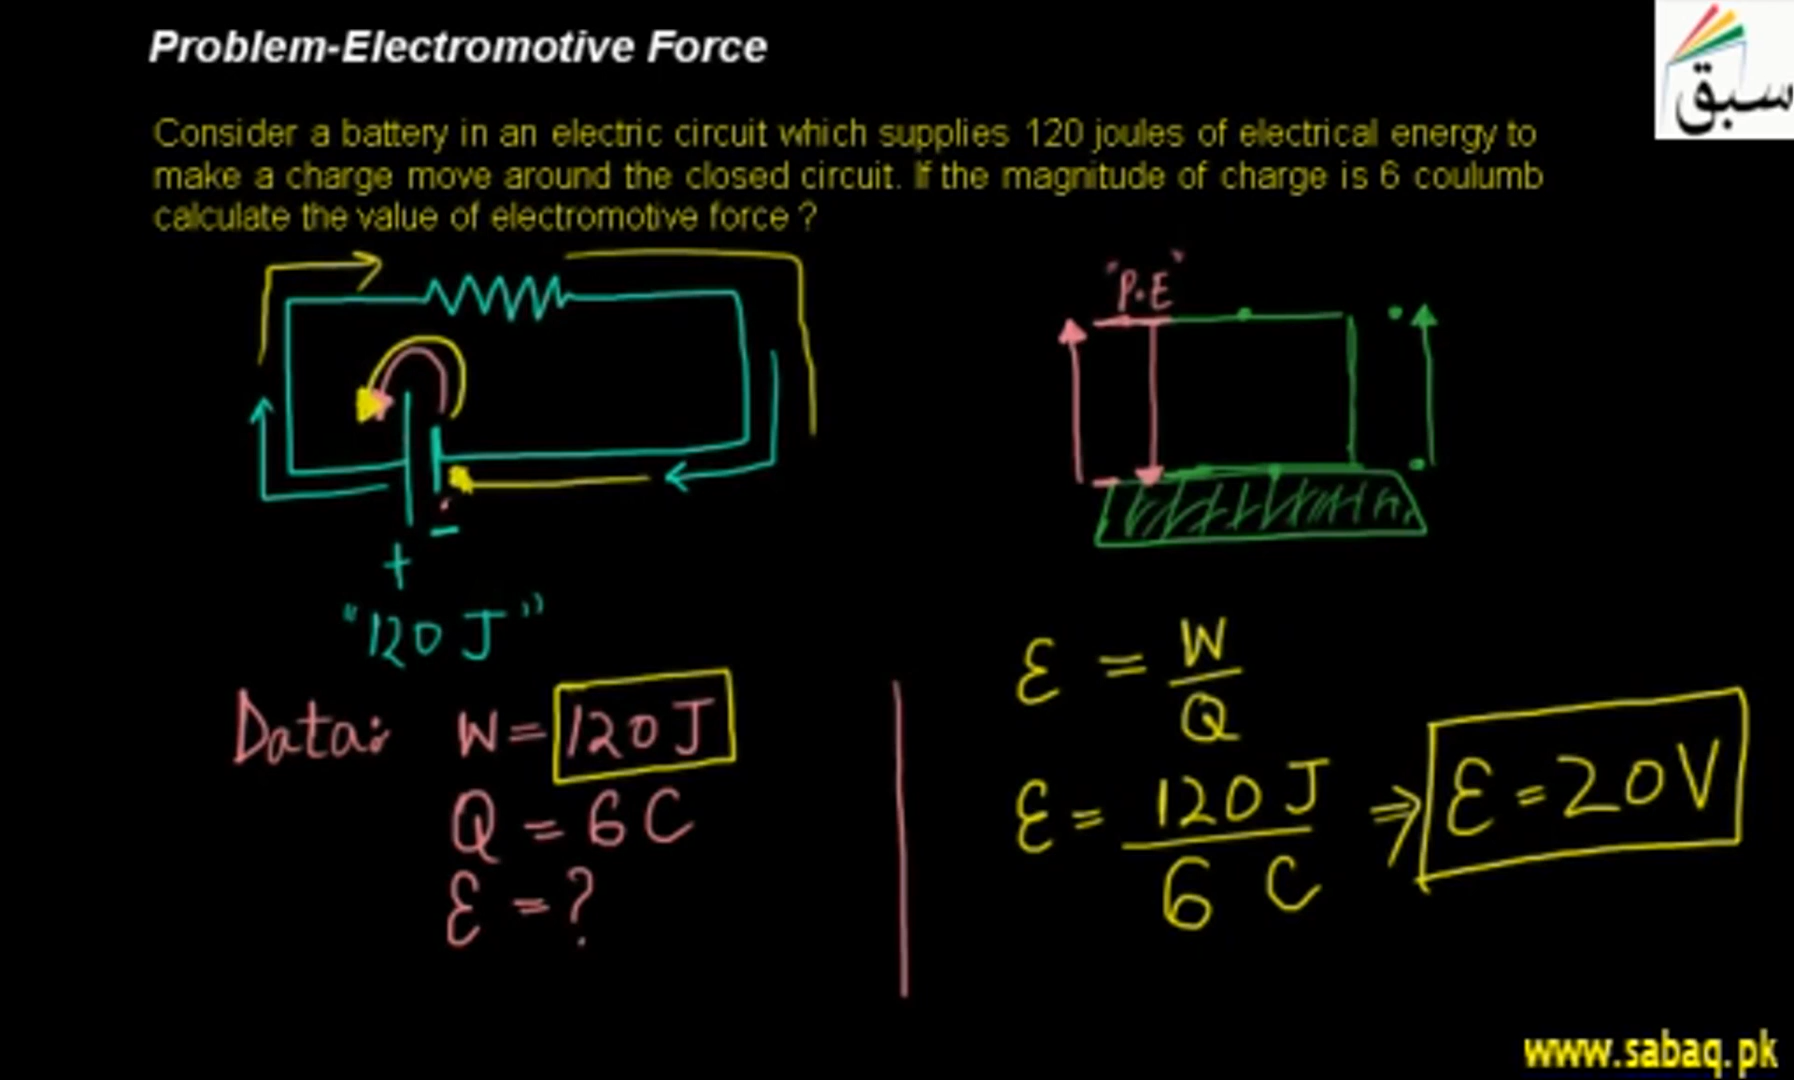 Problem-Electromotive Force
سبق
Consider a battery in an electric circuit which supplies 120 joules of electrical energy to
make a charge move around the closed circuit. If the magnitude of charge is 6 coulumb
calculate the value of electromotive force ?
"P.E"
-
+
"120 J"
Data: W = 120 J
Q = 6 C
ε = ?
ε = W/Q
ε = 120 J / 6 C ⇒ ε = 20 V
www.sabaq.pk